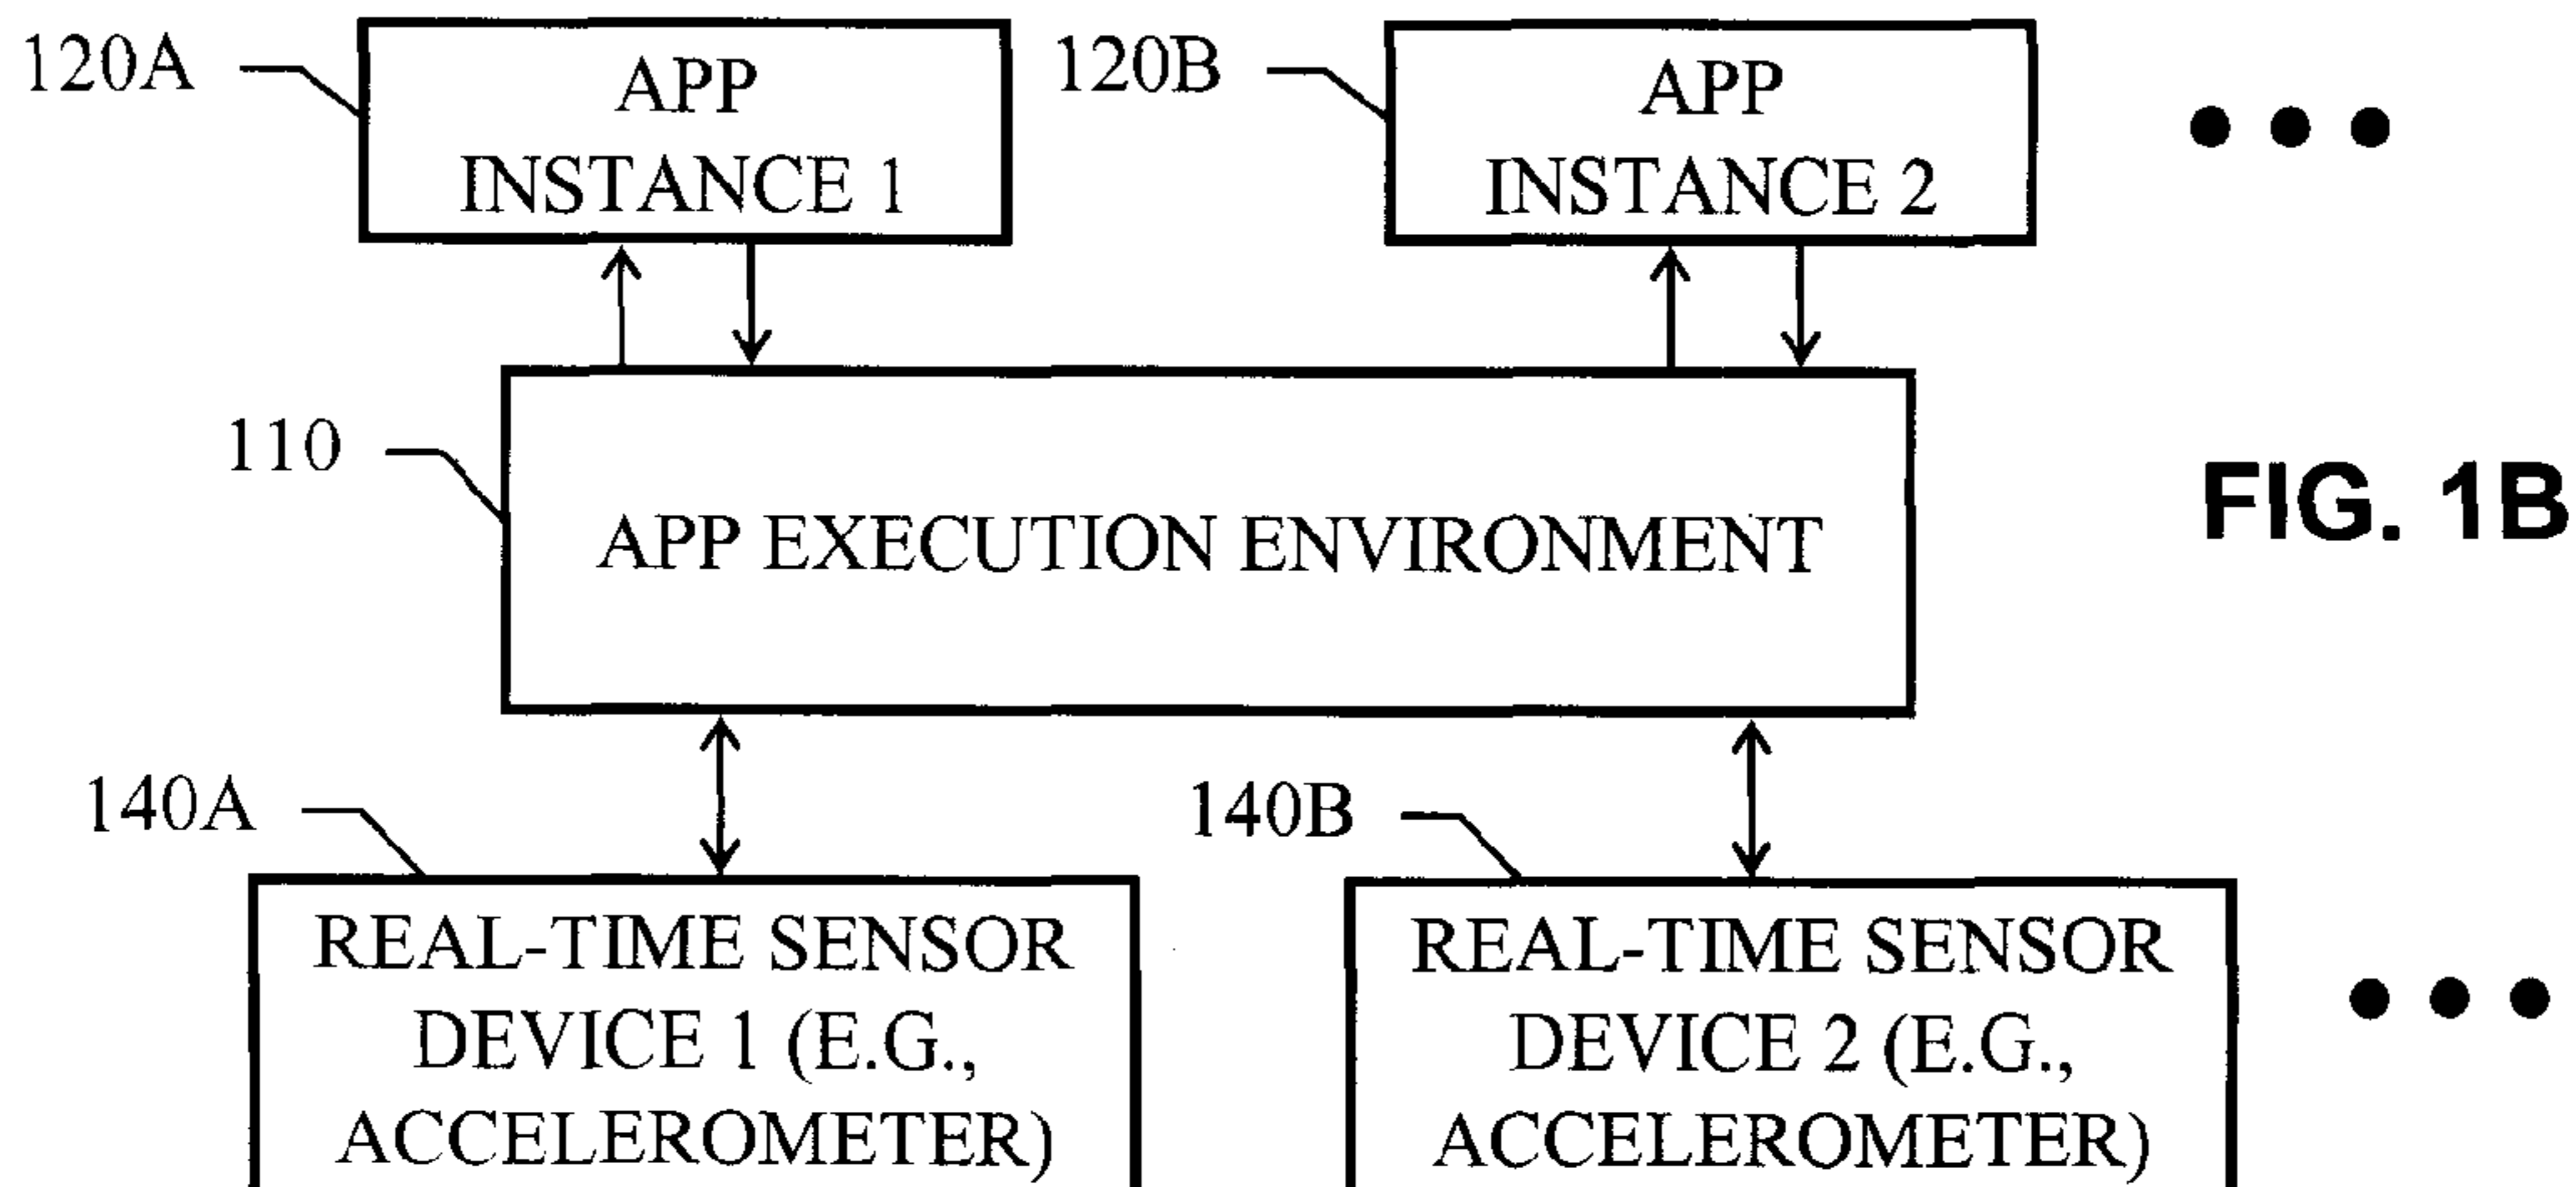 120A
APP
INSTANCE 1
120B
APP
INSTANCE 2
110
APP EXECUTION ENVIRONMENT
FIG. 1B
140A
REAL-TIME SENSOR
DEVICE 1 (E.G.,
ACCELEROMETER)
140B
REAL-TIME SENSOR
DEVICE 2 (E.G.,
ACCELEROMETER)